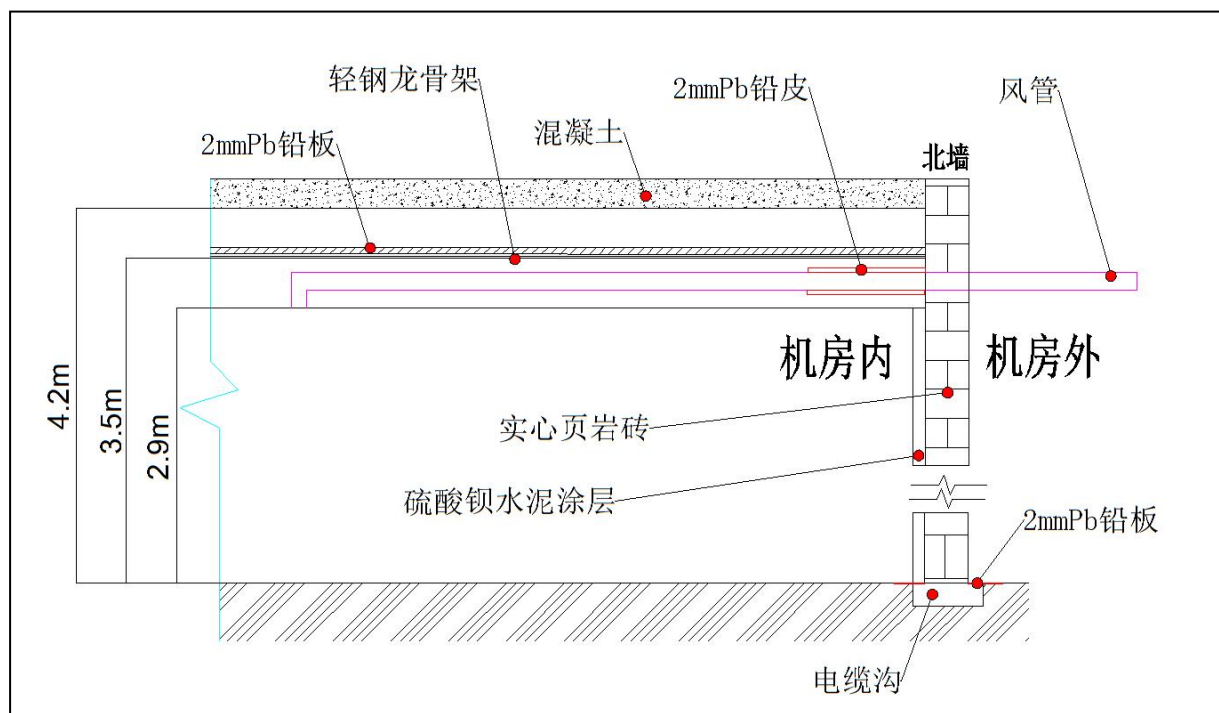 轻钢龙骨架
2mmPb铅皮
风管
2mmPb铅板
混凝土
北墙
4.2m
3.5m
2.9m
机房内
机房外
实心页岩砖
硫酸钡水泥涂层
2mmPb铅板
电缆沟